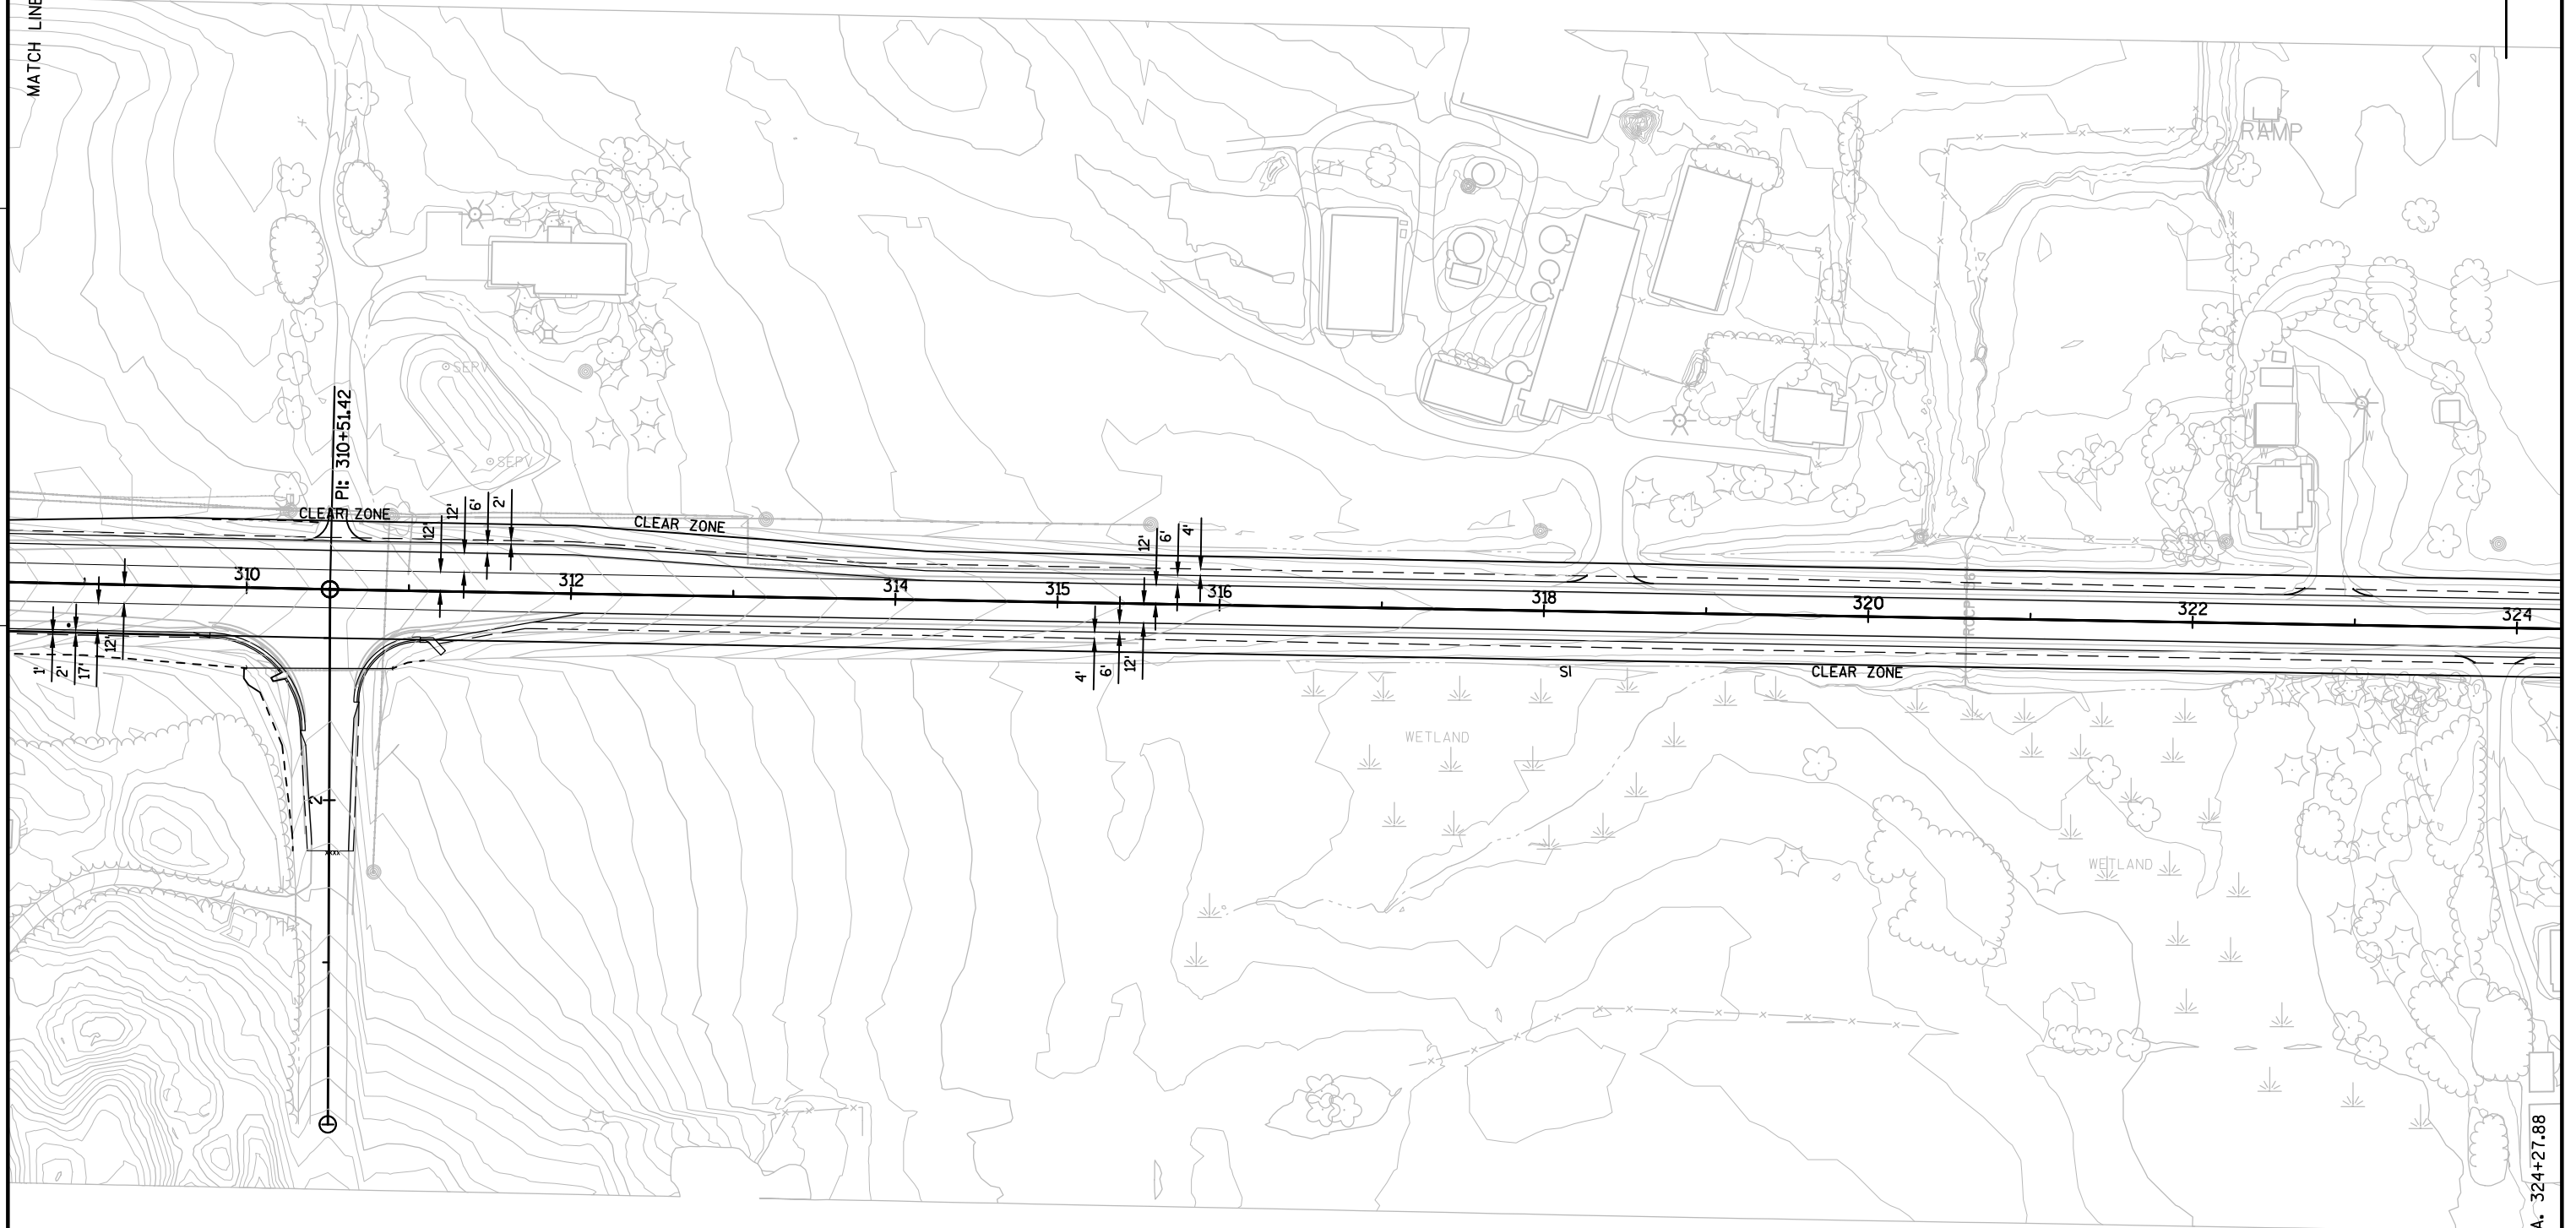 MATCH LINE
RAMP
SEPV
SEPV
PI: 310+51.42
CLEAR ZONE
CLEAR ZONE
12'
12'
6'
2'
12'
6'
4'
310
312
314
315
316
318
320
322
324
1'
2'
17'
12'
4'
6'
12'
SI
CLEAR ZONE
W
W
W
WETLAND
WETLAND
2
A. 324+27.88